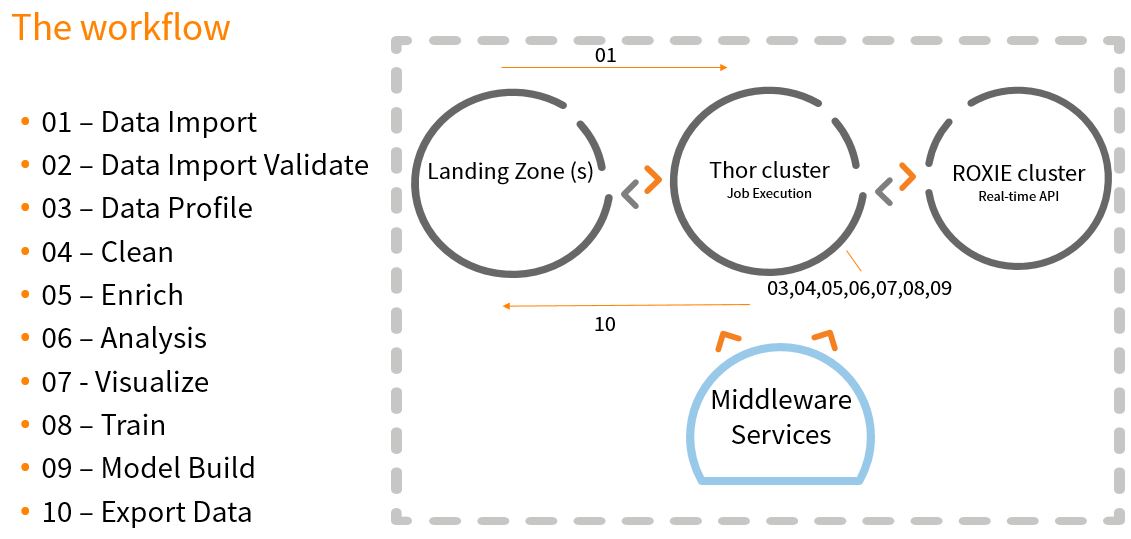 The workflow
01 – Data Import
02 – Data Import Validate
03 – Data Profile
04 – Clean
05 – Enrich
06 – Analysis
07 - Visualize
08 – Train
09 – Model Build
10 – Export Data
01
Landing Zone (s)
Thor cluster
Job Execution
ROXIE cluster
Real-time API
03,04,05,06,07,08,09
10
Middleware
Services